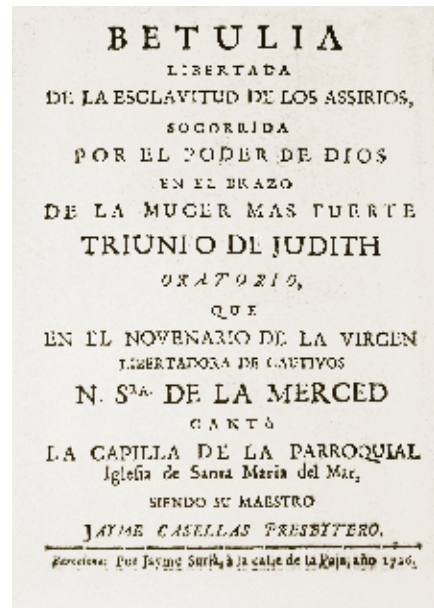 BETULIA
LIBERTADA
DE LA ESCLAVITUD DE LOS ASSIRIOS,
SOCORRIDA
POR EL PODER DE DIOS
EN EL BRAZO
DE LA MUGER MAS FUERTE
TRIUNFO DE JUDITH
ORATORIO,
QUE
EN EL NOVENARIO DE LA VIRGEN
LIBERTADORA DE CAUTIVOS
N. SRA. DE LA MERCED
CANTÒ
LA CAPILLA DE LA PARROQUIAL
Iglesia de Santa Maria del Mar,
SIENDO SU MAESTRO
JAYME CASELLAS PRESBYTERO.
Barcelona: Por Jayme Surià, à la calle de la Paja, año 1726.